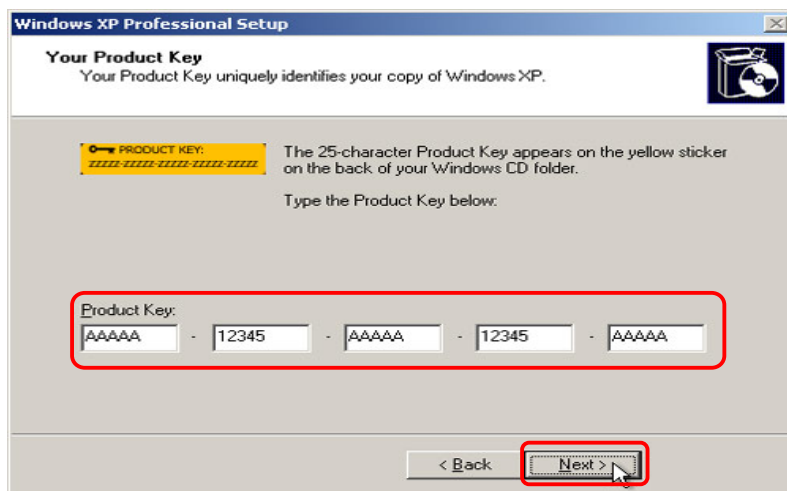 Windows XP Professional Setup
Your Product Key
Your Product Key uniquely identifies your copy of Windows XP.
PRODUCT KEY:
ZZZZZ-ZZZZZ-ZZZZZ-ZZZZZ-ZZZZZ
The 25-character Product Key appears on the yellow sticker
on the back of your Windows CD folder.
Type the Product Key below:
Product Key:
AAAAA - 12345 - AAAAA - 12345 - AAAAA
< Back Next >